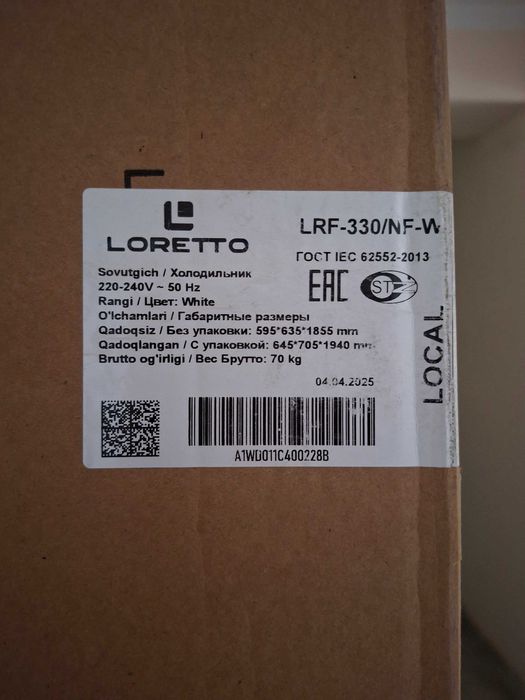 LORETTO
LRF-330/NF-W
ГОСТ IEC 62552-2013
Sovutgich / Холодильник
220-240V ~ 50 Hz
Rangi / Цвет: White
O'lchamlari / Габаритные размеры
Qadoqsiz / Без упаковки: 595*635*1855 mm
Qadoqlangan / С упаковкой: 645*705*1940 mm
Brutto og'irligi / Вес Брутто: 70 kg
EAC
ST
LOCAL
04.04.2025
A1WD011C400228B